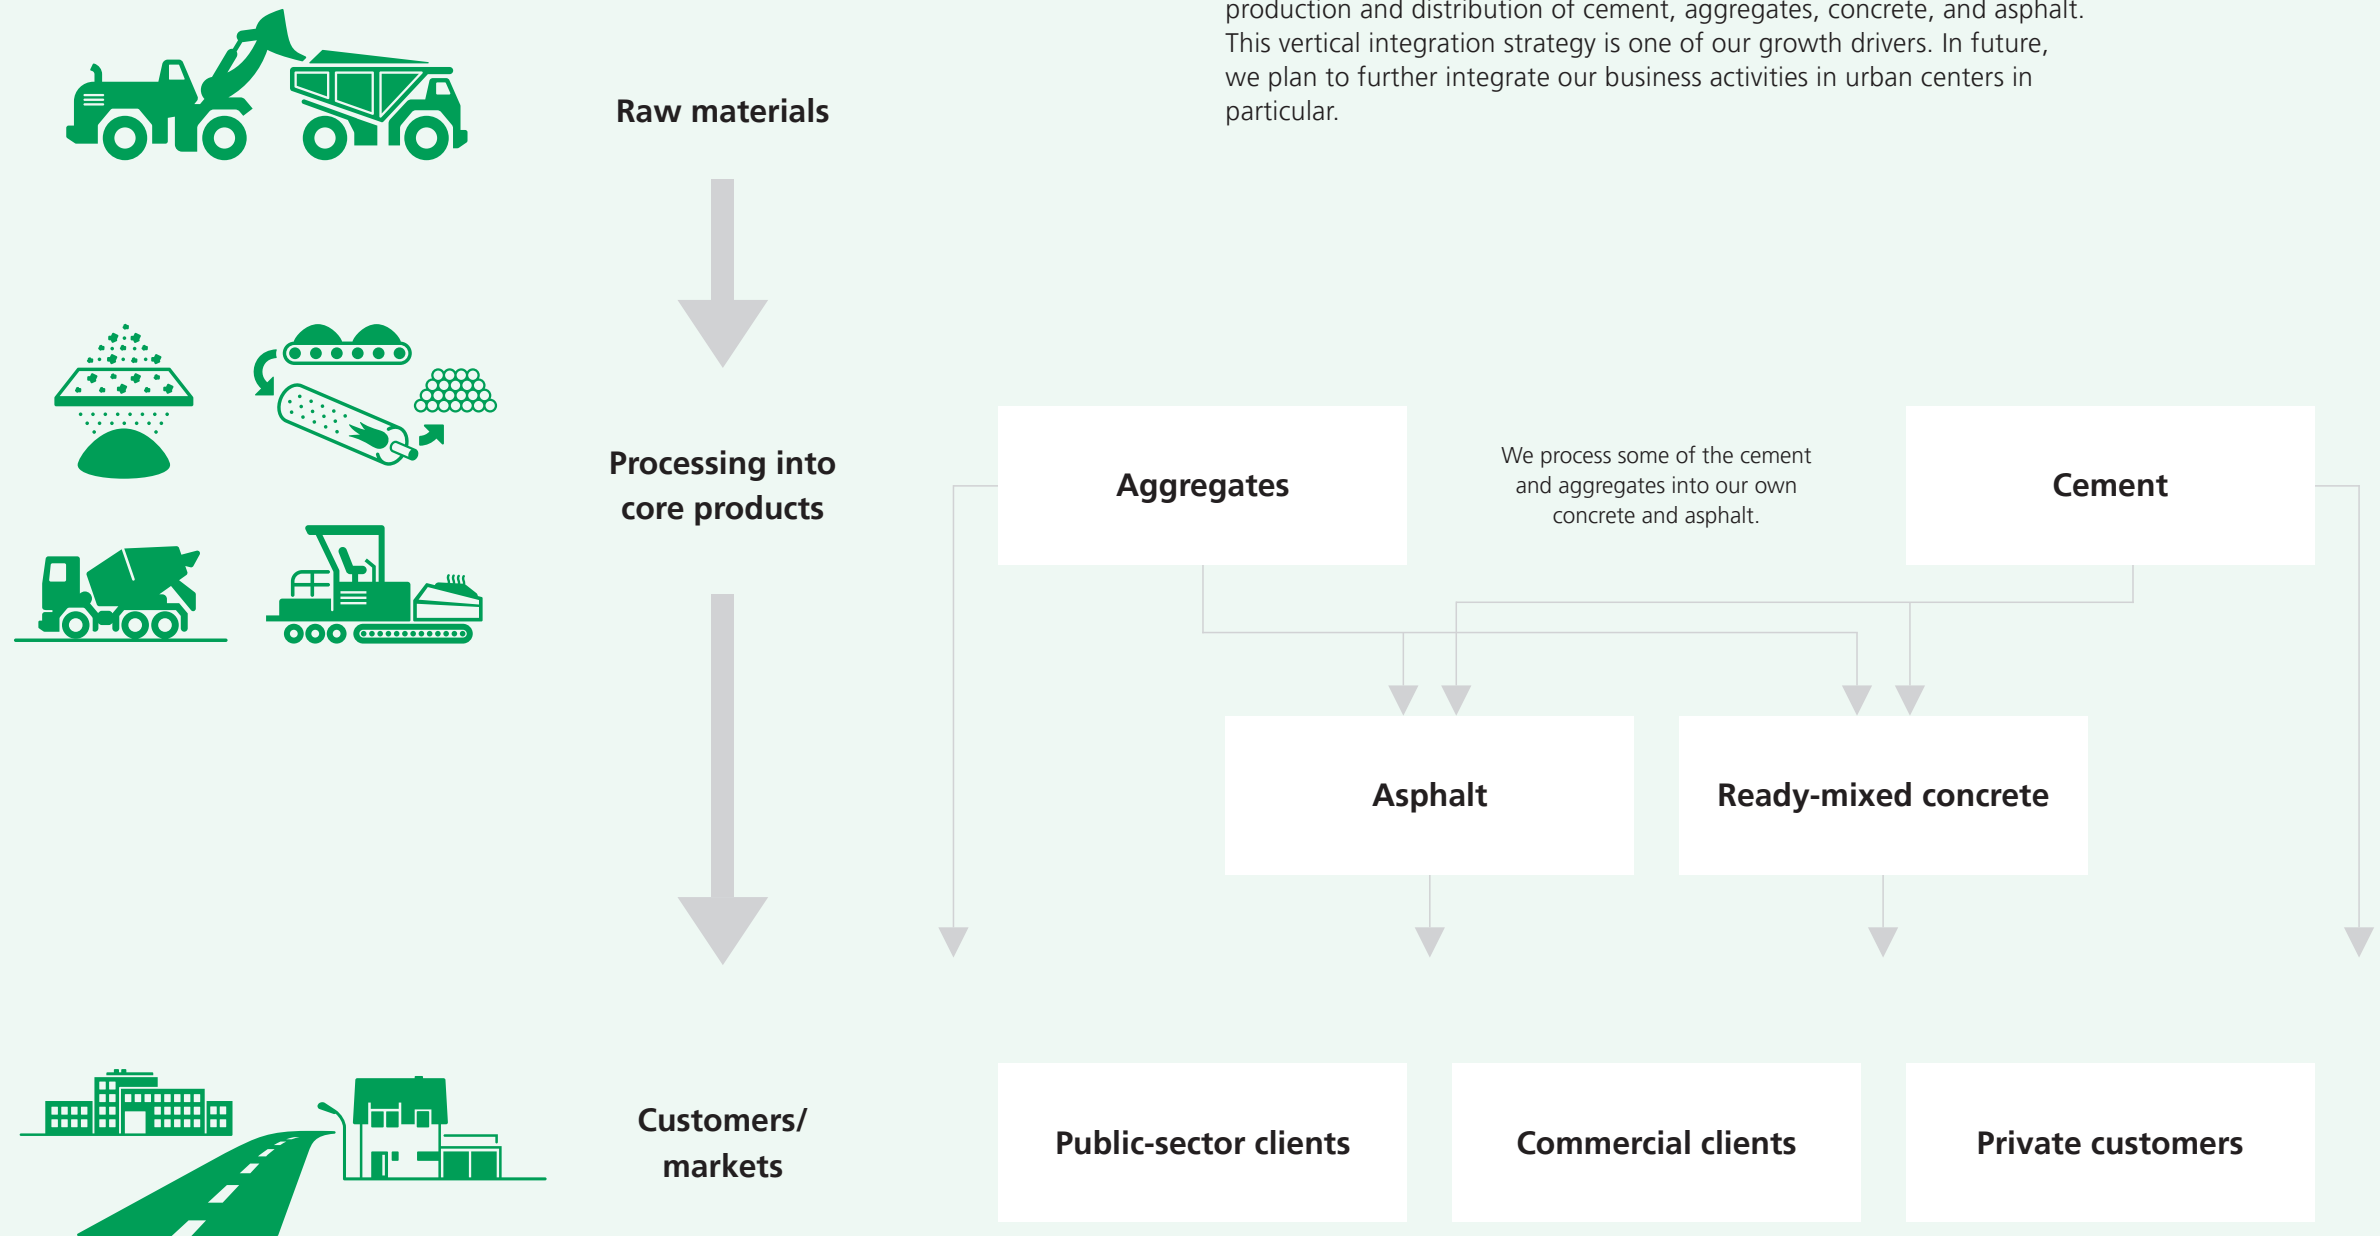 production and distribution of cement, aggregates, concrete, and asphalt.
This vertical integration strategy is one of our growth drivers. In future,
we plan to further integrate our business activities in urban centers in
particular.
Raw materials
Processing into
core products
Aggregates
We process some of the cement
and aggregates into our own
concrete and asphalt.
Cement
Asphalt
Ready-mixed concrete
Customers/
markets
Public-sector clients
Commercial clients
Private customers